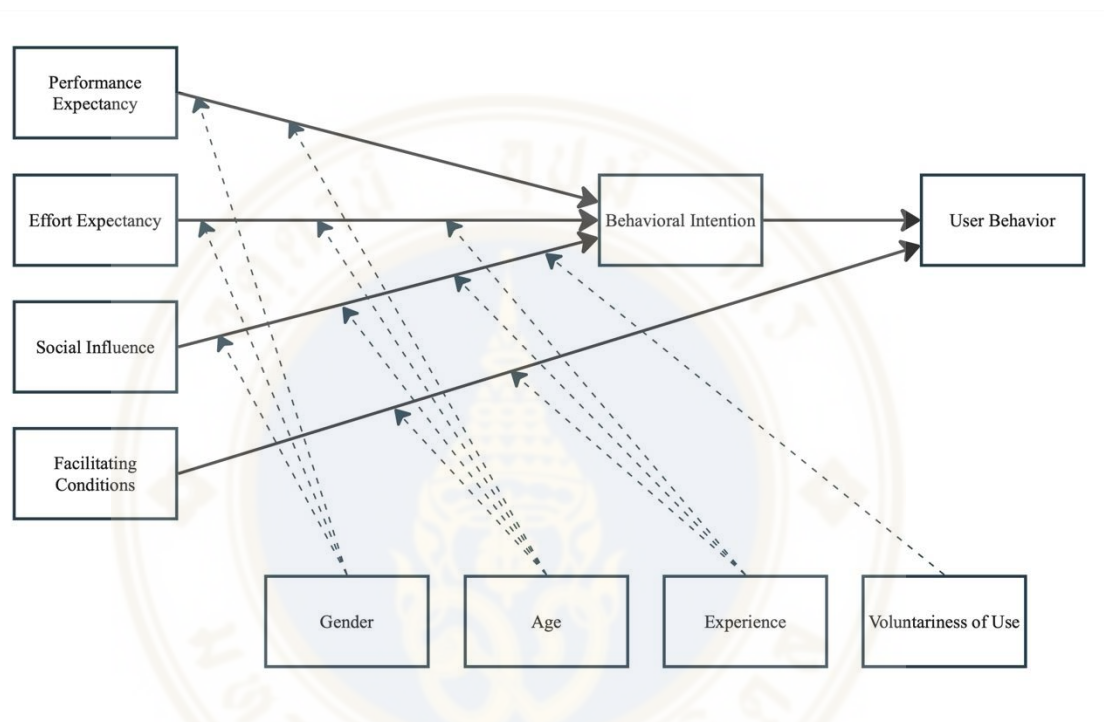 Performance
Expectancy
Effort Expectancy
Behavioral Intention
User Behavior
Social Influence
Facilitating
Conditions
Gender
Age
Experience
Voluntariness of Use